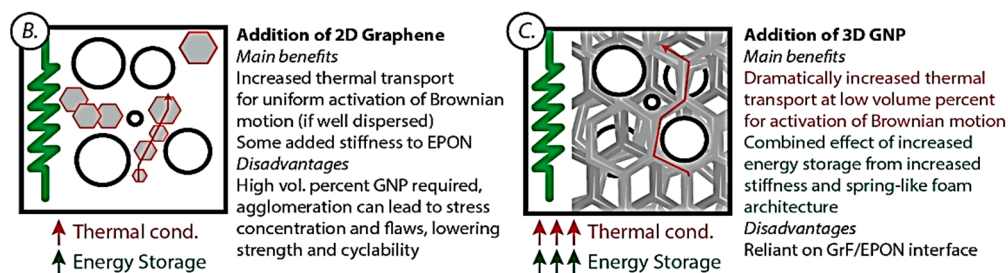 B.
Addition of 2D Graphene
Main benefits
Increased thermal transport
for uniform activation of Brownian
motion (if well dispersed)
Some added stiffness to EPON
Disadvantages
High vol. percent GNP required,
agglomeration can lead to stress
concentration and flaws, lowering
strength and cyclability
Thermal cond.
Energy Storage
C.
Addition of 3D GNP
Main benefits
Dramatically increased thermal
transport at low volume percent
for activation of Brownian motion
Combined effect of increased
energy storage from increased
stiffness and spring-like foam
architecture
Disadvantages
Reliant on GrF/EPON interface
Thermal cond.
Energy Storage